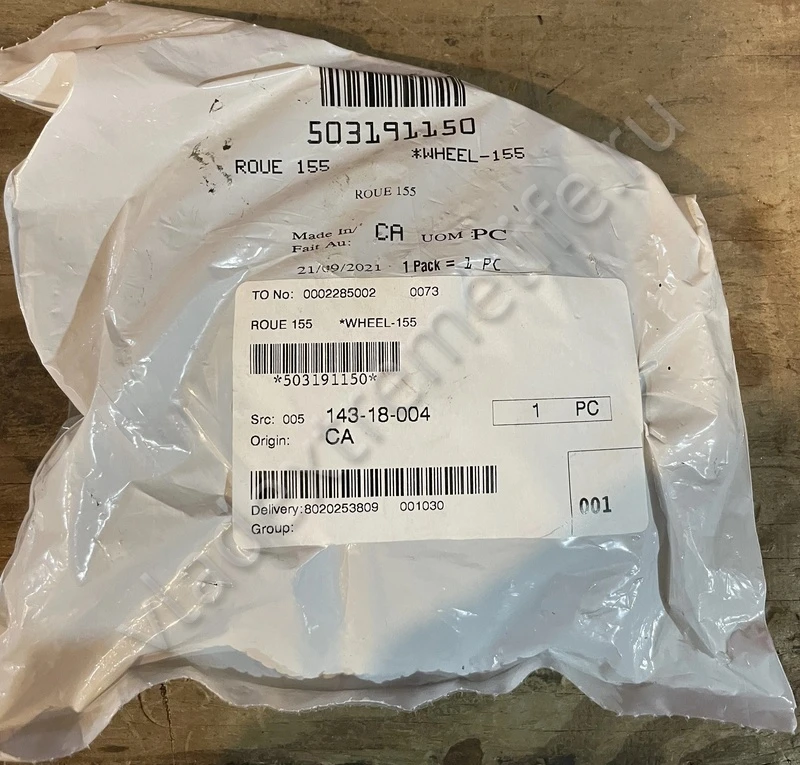 503191150
ROUE 155 *WHEEL-155
ROUE 155
Made In/ CA UOM PC
Fait Au:
21/09/2021 1 Pack = 1 PC
TO No: 0002285002 0073
ROUE 155 *WHEEL-155
*503191150*
Src: 005 143-18-004 1 PC
Origin: CA
Delivery:8020253809 001030
Group:
001